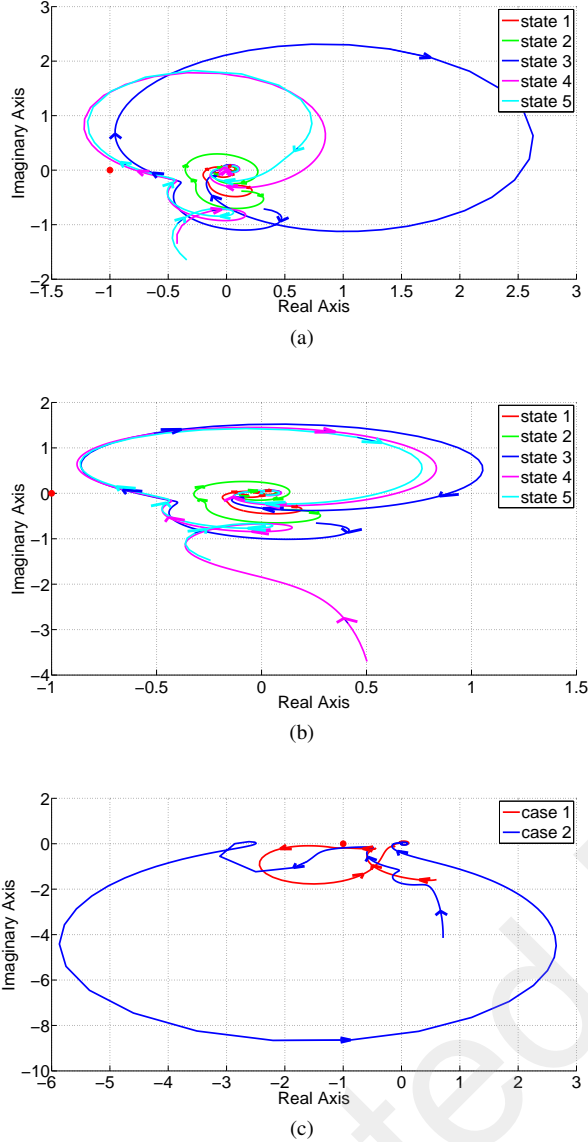 3
2
1
0
−1
−2
Imaginary Axis
−1.5
−1
−0.5
0
0.5
1
1.5
2
2.5
3
Real Axis
state 1
state 2
state 3
state 4
state 5
(a)
2
1
0
−1
−2
−3
−4
Imaginary Axis
−1
−0.5
0
0.5
1
1.5
Real Axis
state 1
state 2
state 3
state 4
state 5
(b)
2
0
−2
−4
−6
−8
−10
Imaginary Axis
−6
−5
−4
−3
−2
−1
0
1
2
3
Real Axis
case 1
case 2
(c)
ted